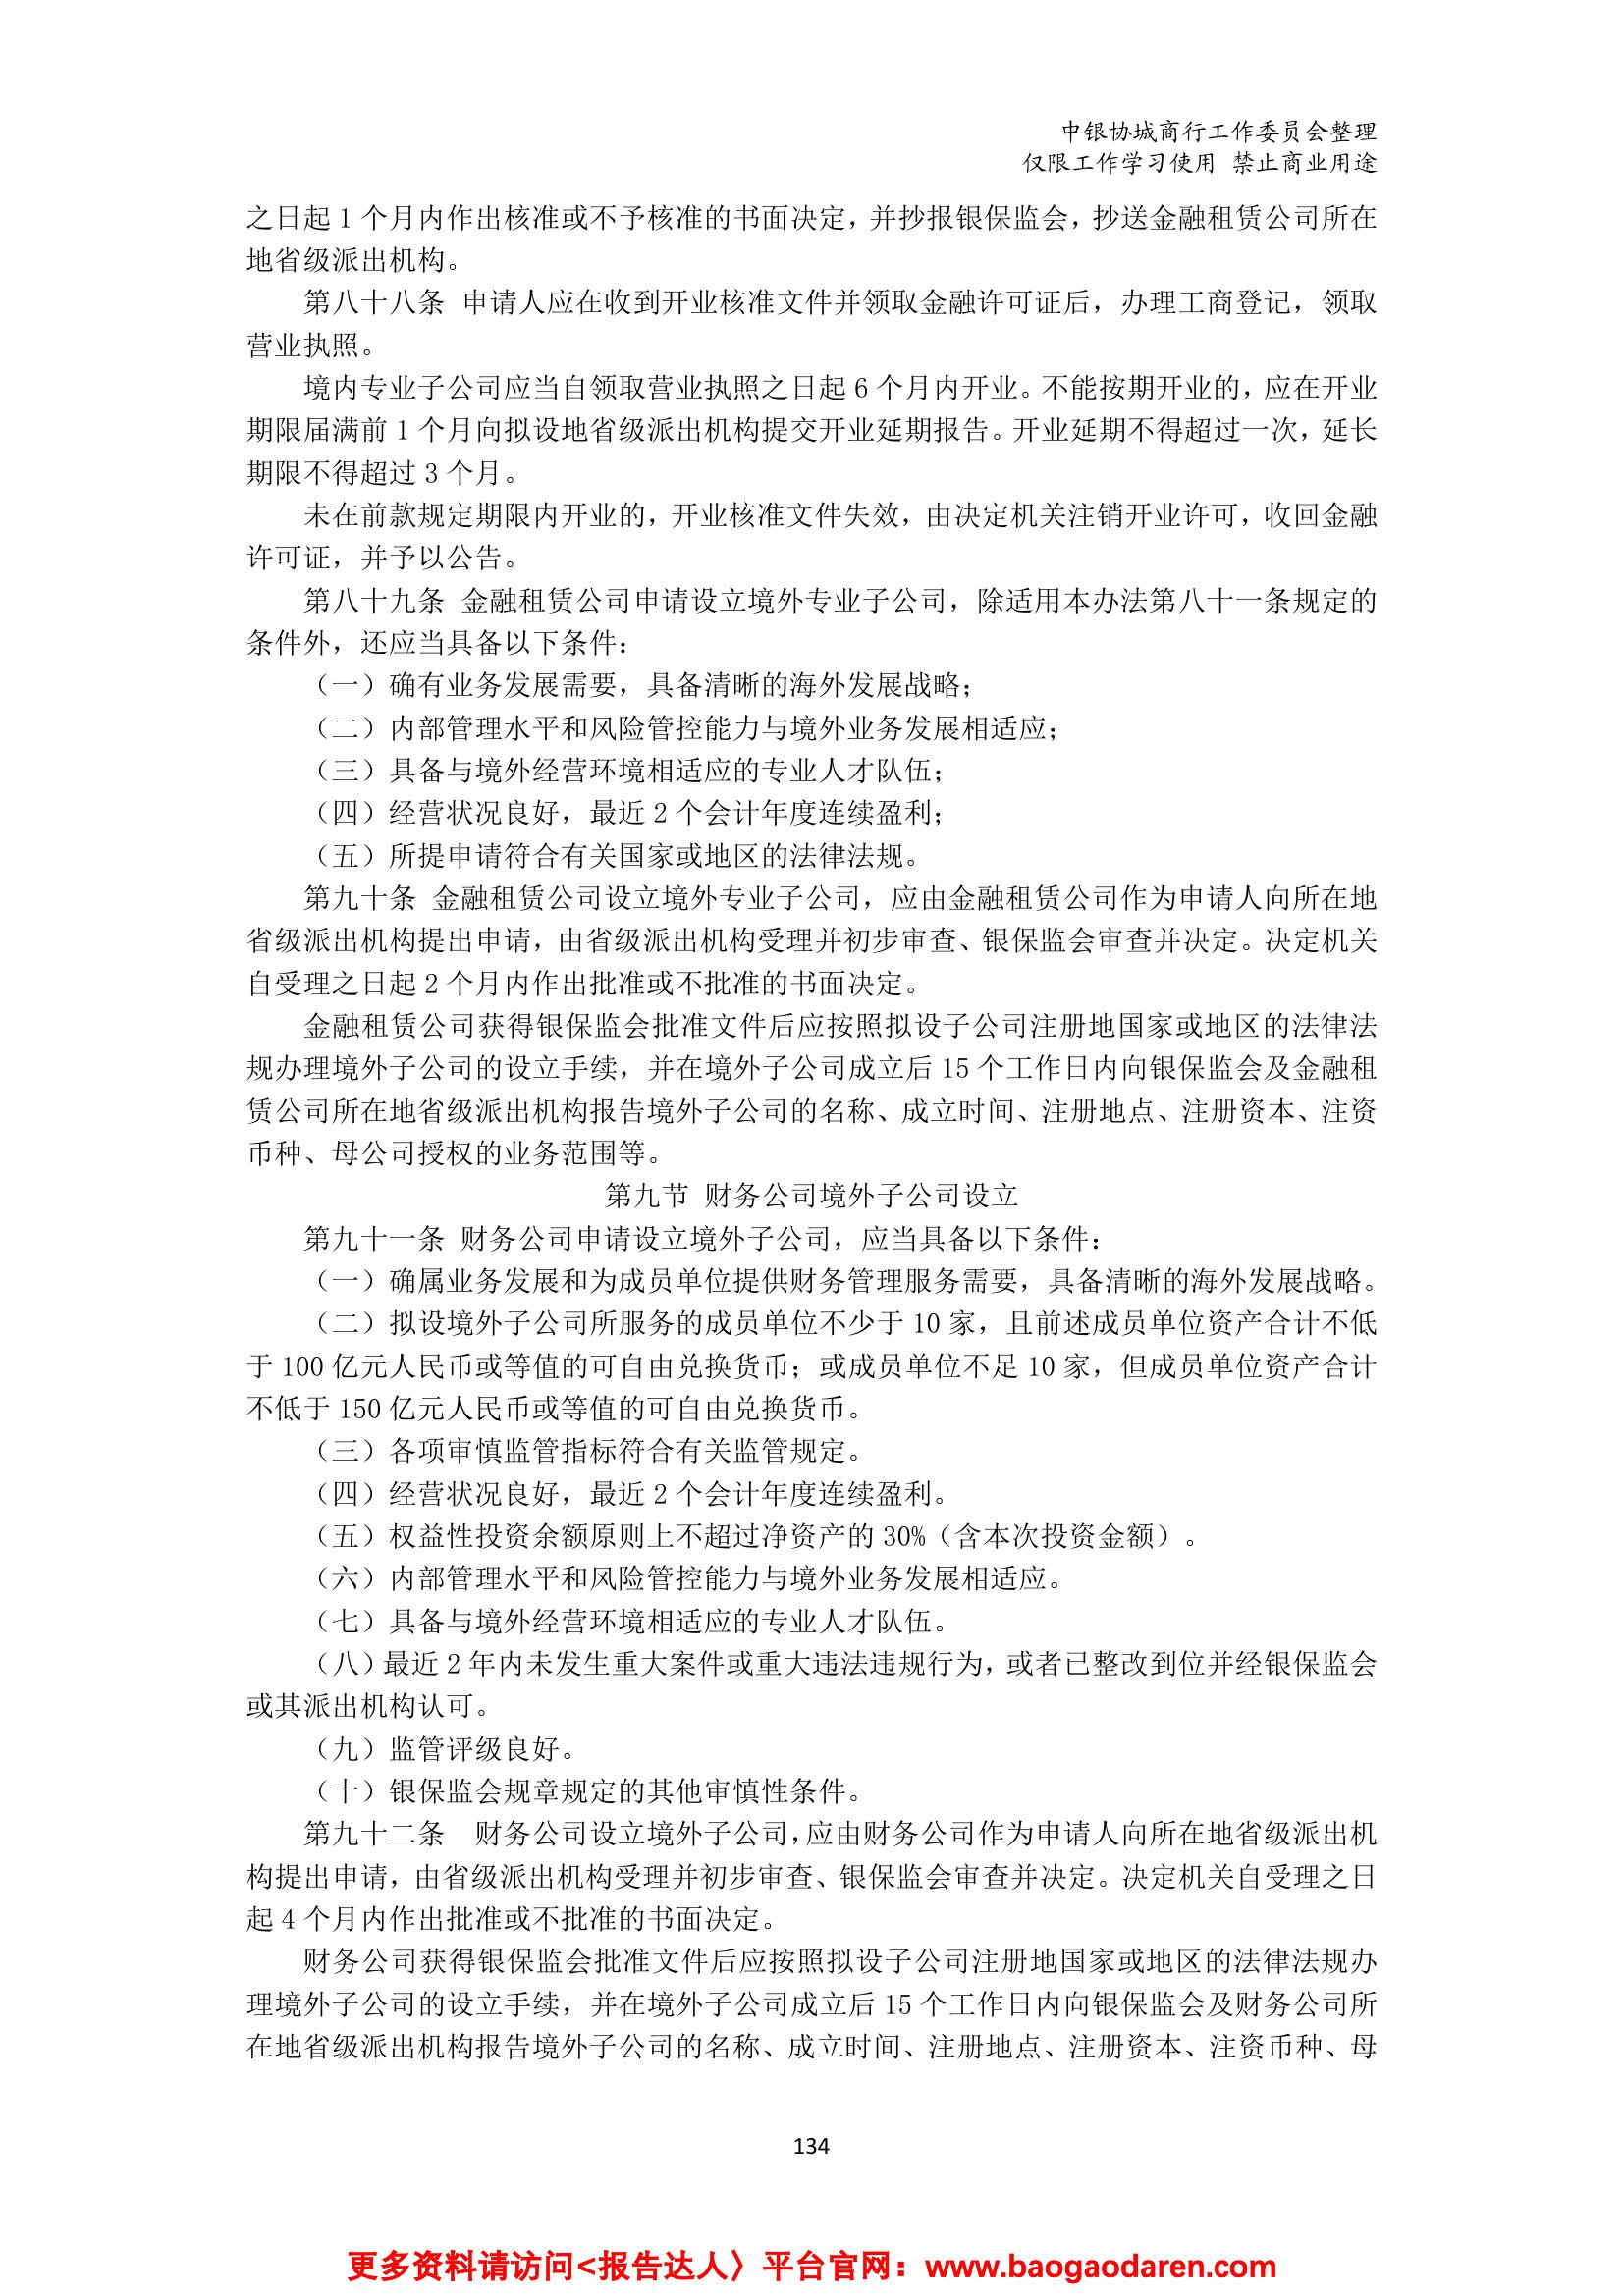 中银协城商行工作委员会整理
仅限工作学习使用 禁止商业用途
之日起 1 个月内作出核准或不予核准的书面决定，并抄报银保监会，抄送金融租赁公司所在
地省级派出机构。
第八十八条 申请人应在收到开业核准文件并领取金融许可证后，办理工商登记，领取
营业执照。
境内专业子公司应当自领取营业执照之日起 6 个月内开业。不能按期开业的，应在开业
期限届满前 1 个月向拟设地省级派出机构提交开业延期报告。开业延期不得超过一次，延长
期限不得超过 3 个月。
未在前款规定期限内开业的，开业核准文件失效，由决定机关注销开业许可，收回金融
许可证，并予以公告。
第八十九条 金融租赁公司申请设立境外专业子公司，除适用本办法第八十一条规定的
条件外，还应当具备以下条件：
（一）确有业务发展需要，具备清晰的海外发展战略；
（二）内部管理水平和风险管控能力与境外业务发展相适应；
（三）具备与境外经营环境相适应的专业人才队伍；
（四）经营状况良好，最近 2 个会计年度连续盈利；
（五）所提申请符合有关国家或地区的法律法规。
第九十条 金融租赁公司设立境外专业子公司，应由金融租赁公司作为申请人向所在地
省级派出机构提出申请，由省级派出机构受理并初步审查、银保监会审查并决定。决定机关
自受理之日起 2 个月内作出批准或不批准的书面决定。
金融租赁公司获得银保监会批准文件后应按照拟设子公司注册地国家或地区的法律法
规办理境外子公司的设立手续，并在境外子公司成立后 15 个工作日内向银保监会及金融租
赁公司所在地省级派出机构报告境外子公司的名称、成立时间、注册地点、注册资本、注资
币种、母公司授权的业务范围等。
第九节 财务公司境外子公司设立
第九十一条 财务公司申请设立境外子公司，应当具备以下条件：
（一）确属业务发展和为成员单位提供财务管理服务需要，具备清晰的海外发展战略。
（二）拟设境外子公司所服务的成员单位不少于 10 家，且前述成员单位资产合计不低
于 100 亿元人民币或等值的可自由兑换货币；或成员单位不足 10 家，但成员单位资产合计
不低于 150 亿元人民币或等值的可自由兑换货币。
（三）各项审慎监管指标符合有关监管规定。
（四）经营状况良好，最近 2 个会计年度连续盈利。
（五）权益性投资余额原则上不超过净资产的 30%（含本次投资金额）。
（六）内部管理水平和风险管控能力与境外业务发展相适应。
（七）具备与境外经营环境相适应的专业人才队伍。
（八）最近 2 年内未发生重大案件或重大违法违规行为，或者已整改到位并经银保监会
或其派出机构认可。
（九）监管评级良好。
（十）银保监会规章规定的其他审慎性条件。
第九十二条　财务公司设立境外子公司，应由财务公司作为申请人向所在地省级派出机
构提出申请，由省级派出机构受理并初步审查、银保监会审查并决定。决定机关自受理之日
起 4 个月内作出批准或不批准的书面决定。
财务公司获得银保监会批准文件后应按照拟设子公司注册地国家或地区的法律法规办
理境外子公司的设立手续，并在境外子公司成立后 15 个工作日内向银保监会及财务公司所
在地省级派出机构报告境外子公司的名称、成立时间、注册地点、注册资本、注资币种、母
134
更多资料请访问<报告达人〉平台官网：www.baogaodaren.com